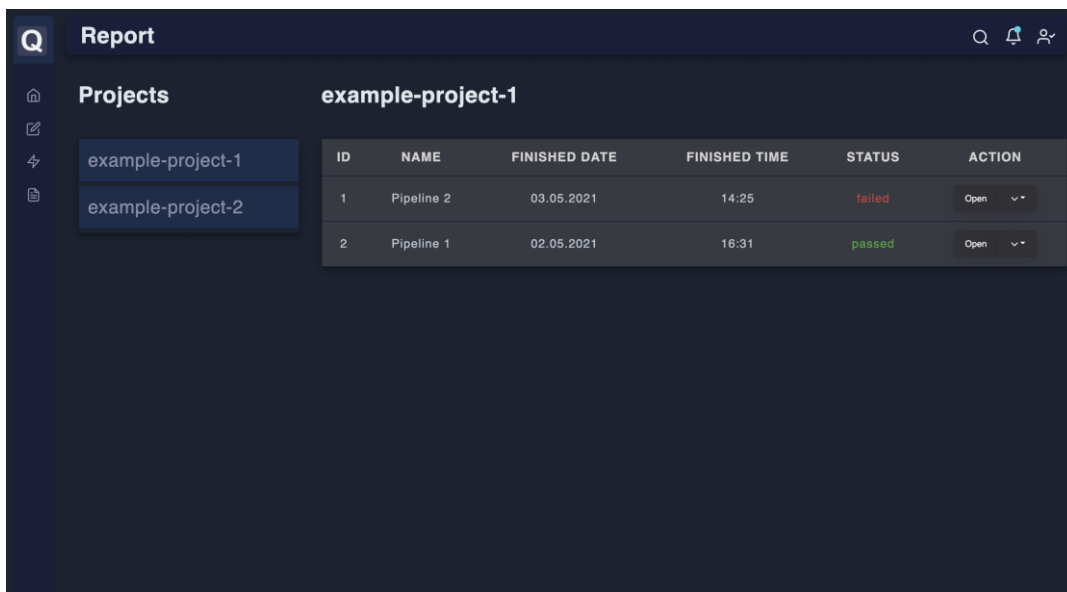 Q
Report
Projects
example-project-1
example-project-2
example-project-1
ID NAME FINISHED DATE FINISHED TIME STATUS ACTION
1 Pipeline 2 03.05.2021 14:25 failed Open
2 Pipeline 1 02.05.2021 16:31 passed Open